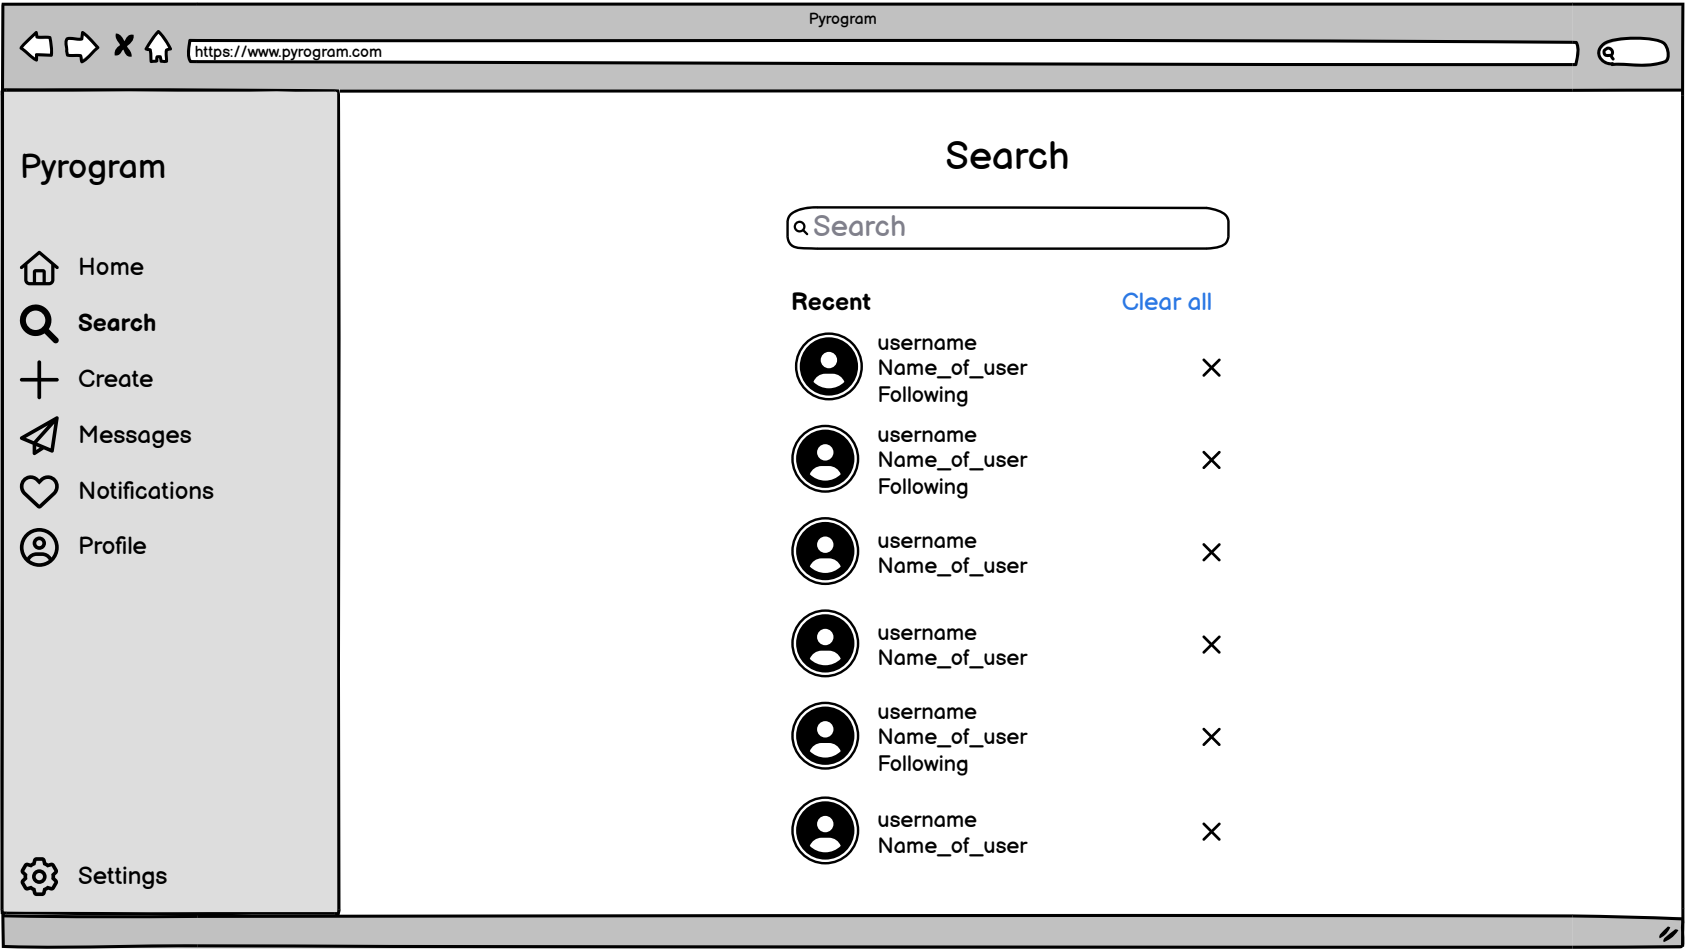 Pyrogram
https://www.pyrogram.com
Pyrogram
Home
Search
Create
Messages
Notifications
Profile
Settings
Search
Search
Recent
Clear all
username
Name_of_user
Following
username
Name_of_user
Following
username
Name_of_user
username
Name_of_user
username
Name_of_user
Following
username
Name_of_user